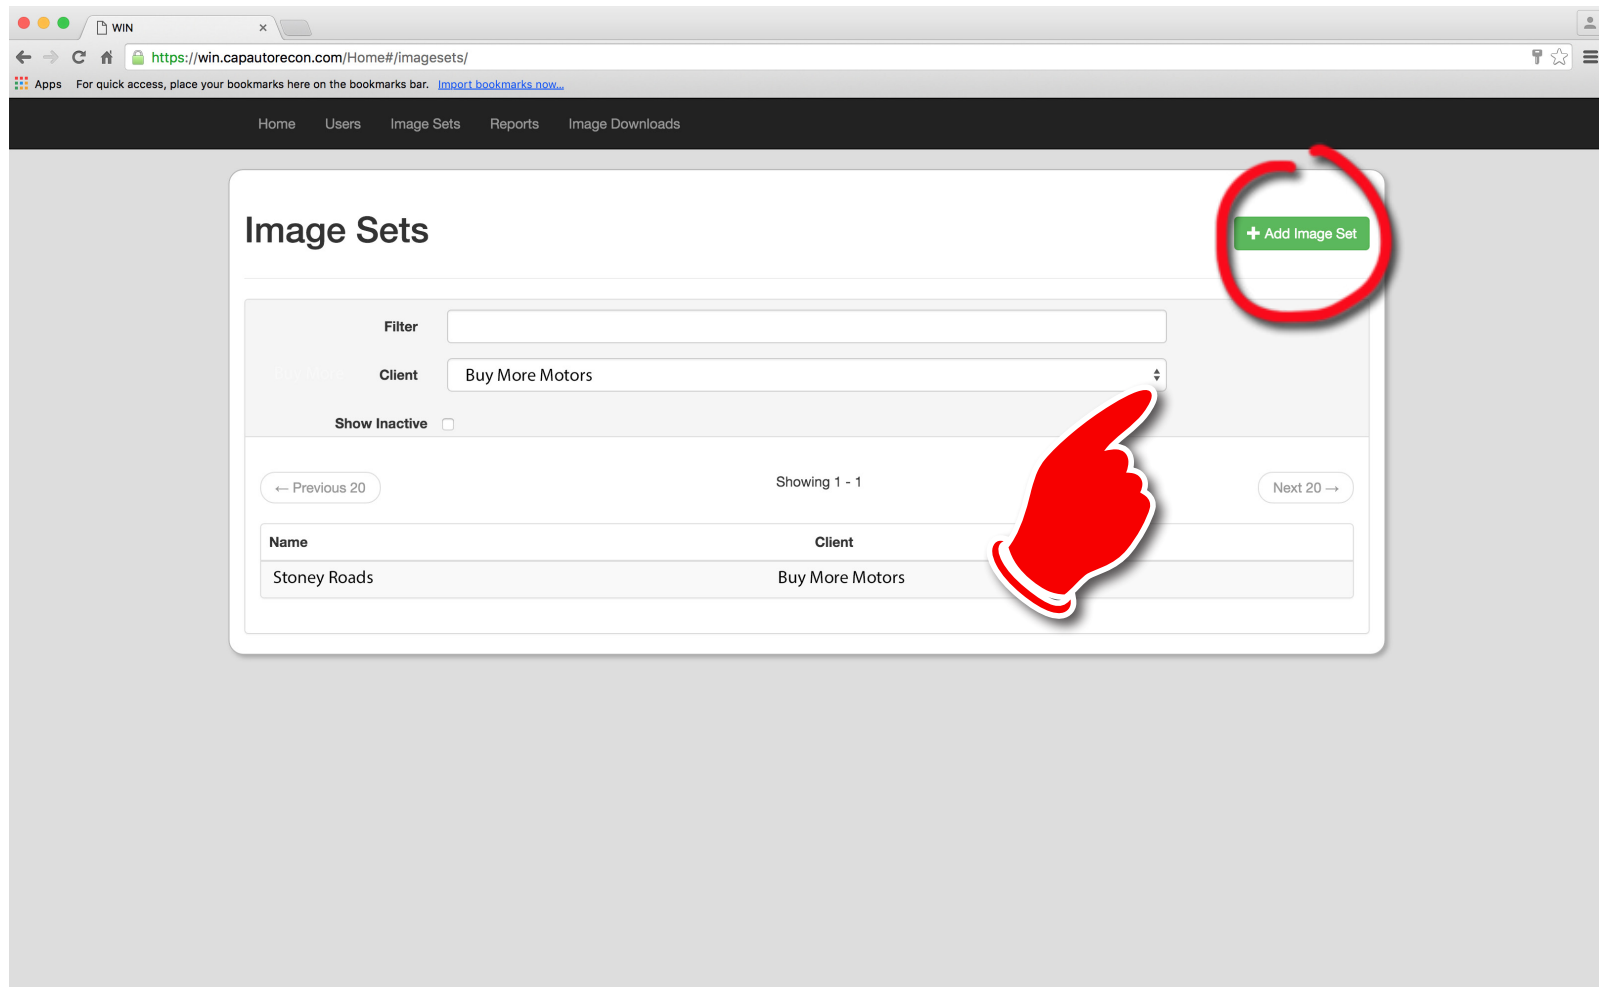 WIN
https://win.capautorecon.com/Home#/imagesets/
Apps For quick access, place your bookmarks here on the bookmarks bar. Import bookmarks now...
Home Users Image Sets Reports Image Downloads
Image Sets
+ Add Image Set
Filter
Client Buy More Motors
Show Inactive
← Previous 20 Showing 1 - 1 Next 20 →
Name Client
Stoney Roads Buy More Motors